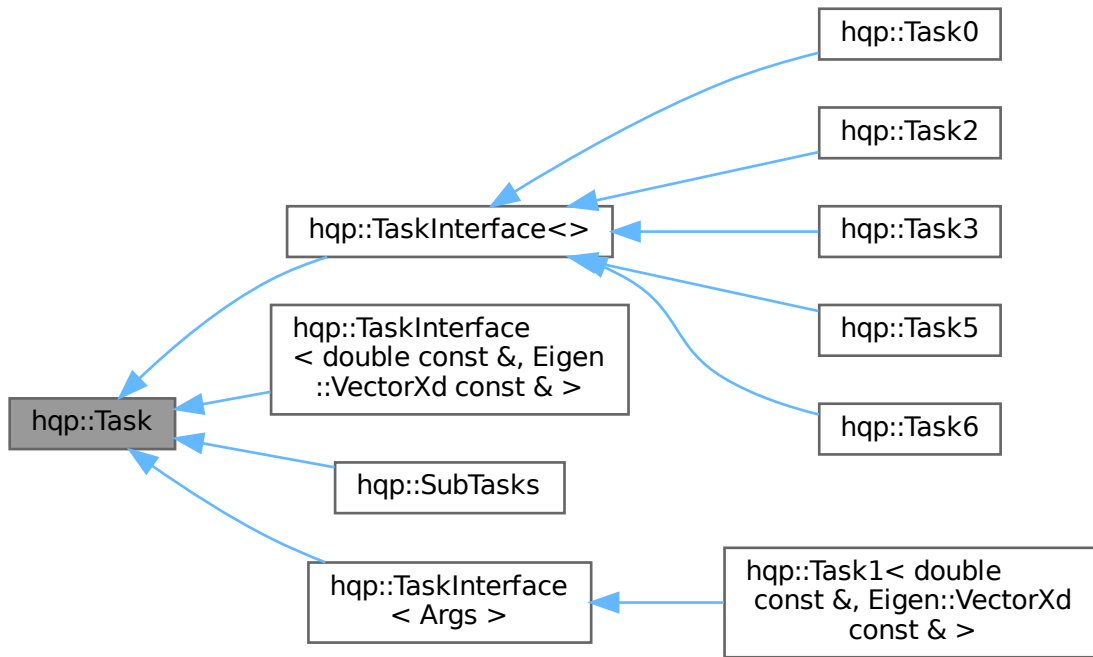 hqp::Task
hqp::TaskInterface<>
hqp::TaskInterface
< double const &, Eigen
::VectorXd const & >
hqp::SubTasks
hqp::TaskInterface
< Args >
hqp::Task0
hqp::Task2
hqp::Task3
hqp::Task5
hqp::Task6
hqp::Task1< double
const &, Eigen::VectorXd
const & >